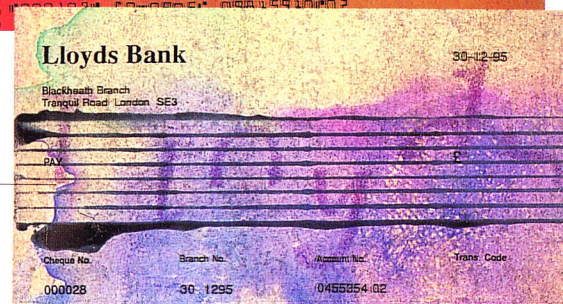 Lloyds Bank
30-12-95
Blackheath Branch
Tranquil Road London SE3
PAY
£
Cheque No.
Branch No.
Account No.
Trans. Code
000028
30 1295
0455354 02